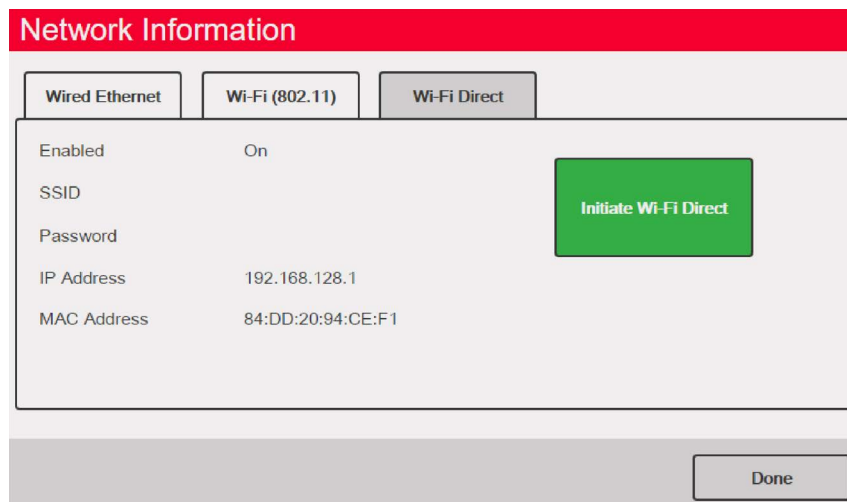 Network Information
Wired Ethernet Wi-Fi (802.11) Wi-Fi Direct
Enabled On
SSID
Initiate Wi-Fi Direct
Password
IP Address 192.168.128.1
MAC Address 84:DD:20:94:CE:F1
Done